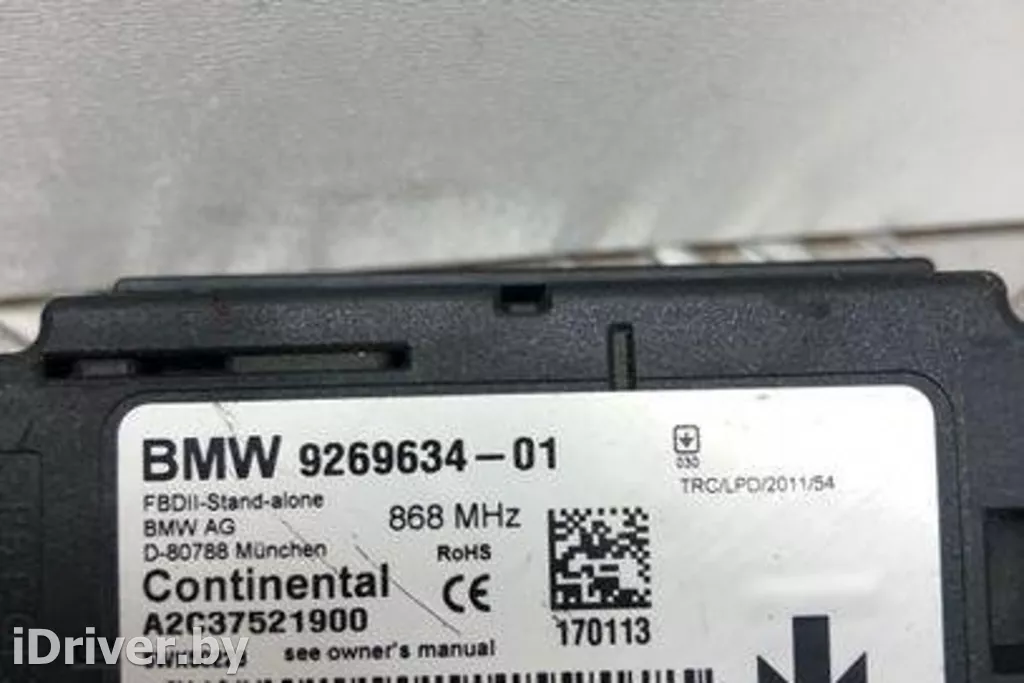 BMW 9269634-01
FBDII-Stand-alone
BMW AG
D-80788 München
868 MHz
RoHS
Continental
CE
A2C37521900
see owner's manual
030
TRC/LPD/2011/54
170113
iDriver.by